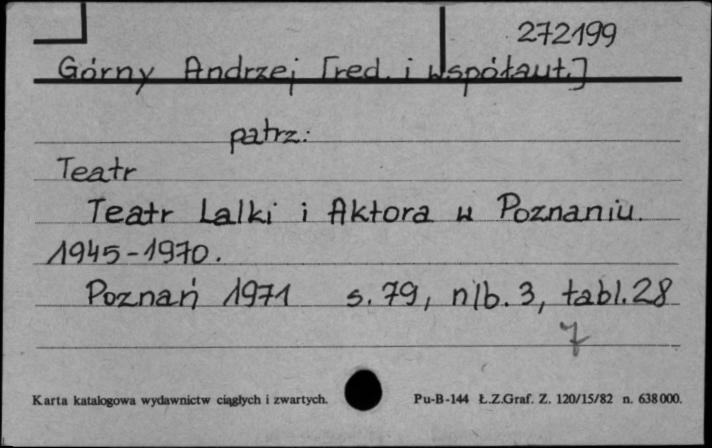 272199
Górny Andrzej [red. i współaut.]
patrz:
Teatr
Teatr Lalki i Aktora w Poznaniu.
1945-1970.
Poznań 1971 s. 79, nlb. 3, tabl. 28
7
Karta katalogowa wydawnictw ciągłych i zwartych. Pu-B-144 Ł.Z.Graf. Z. 120/15/82 n. 638000.